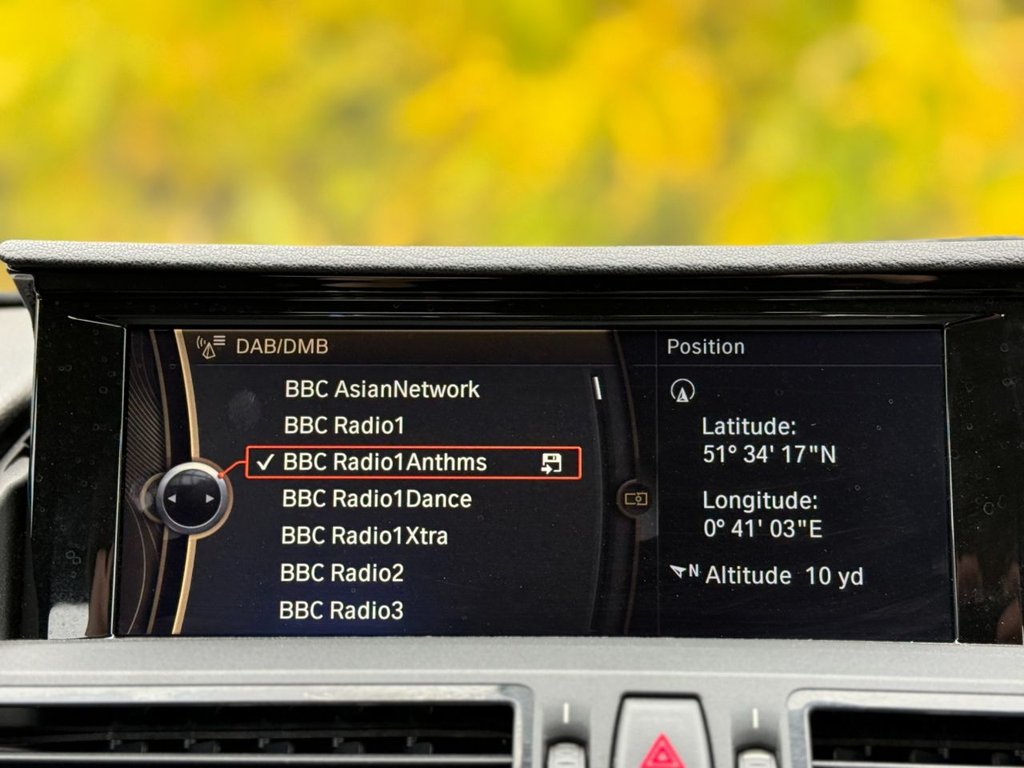 DAB/DMB
BBC AsianNetwork
BBC Radio1
BBC Radio1Anthms
BBC Radio1Dance
BBC Radio1Xtra
BBC Radio2
BBC Radio3
Position
Latitude:
51° 34' 17"N
Longitude:
0° 41' 03"E
N Altitude 10 yd